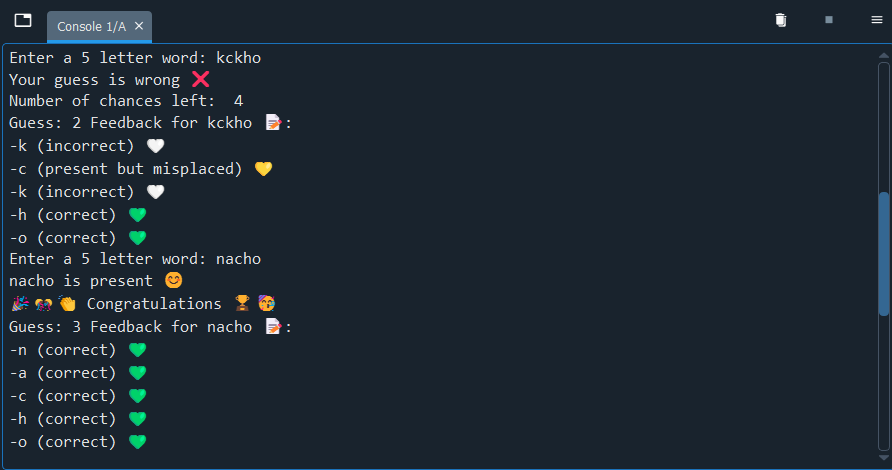 Console 1/A
Enter a 5 letter word: kckho
Your guess is wrong ❌
Number of chances left:  4
Guess: 2 Feedback for kckho 📝:
-k (incorrect) 🤍
-c (present but misplaced) 💛
-k (incorrect) 🤍
-h (correct) 💚
-o (correct) 💚
Enter a 5 letter word: nacho
nacho is present 😊
🎉🎊👏 Congratulations 🏆🥳
Guess: 3 Feedback for nacho 📝:
-n (correct) 💚
-a (correct) 💚
-c (correct) 💚
-h (correct) 💚
-o (correct) 💚